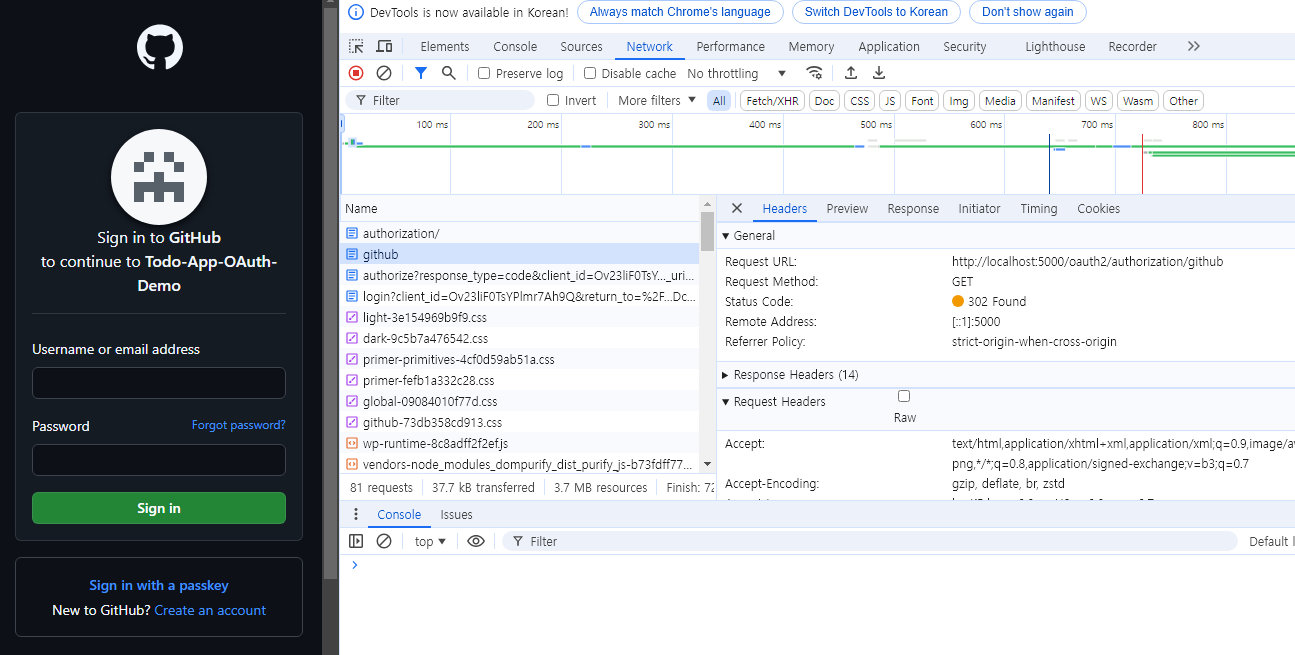 Sign in to GitHub
to continue to Todo-App-OAuth-
Demo
Username or email address
Password
Forgot password?
Sign in
Sign in with a passkey
New to GitHub? Create an account
DevTools is now available in Korean!
Always match Chrome's language
Switch DevTools to Korean
Don't show again
Elements
Console
Sources
Network
Performance
Memory
Application
Security
Lighthouse
Recorder
Preserve log
Disable cache
No throttling
Filter
Invert
More filters
All
Fetch/XHR
Doc
CSS
JS
Font
Img
Media
Manifest
WS
Wasm
Other
100 ms
200 ms
300 ms
400 ms
500 ms
600 ms
700 ms
800 ms
Name
authorization/
github
authorize?response_type=code&client_id=Ov23liF0TsY..._uri...
login?client_id=Ov23liF0TsYPlmr7Ah9Q&return_to=%2F...Dc...
light-3e154969b9f9.css
dark-9c5b7a476542.css
primer-primitives-4cf0d59ab51a.css
primer-fefb1a332c28.css
global-09084010f77d.css
github-73db358cd913.css
wp-runtime-8c8adff2f2ef.js
vendors-node_modules_dompurify_dist_purify_js-b73fdff77...
81 requests
37.7 kB transferred
3.7 MB resources
Finish: 72
Headers
Preview
Response
Initiator
Timing
Cookies
General
Request URL:
http://localhost:5000/oauth2/authorization/github
Request Method:
GET
Status Code:
302 Found
Remote Address:
[::1]:5000
Referrer Policy:
strict-origin-when-cross-origin
Response Headers (14)
Request Headers
Raw
Accept:
text/html,application/xhtml+xml,application/xml;q=0.9,image/av
png,*/*;q=0.8,application/signed-exchange;v=b3;q=0.7
Accept-Encoding:
gzip, deflate, br, zstd
Console
Issues
top
Filter
Default l